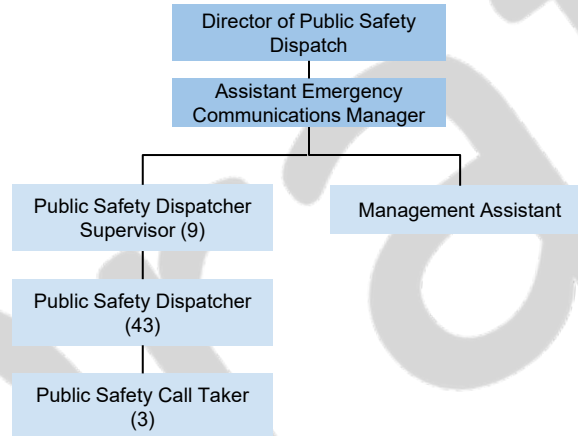 Director of Public Safety
Dispatch
Assistant Emergency
Communications Manager
Public Safety Dispatcher
Supervisor (9)
Management Assistant
Public Safety Dispatcher
(43)
Public Safety Call Taker
(3)